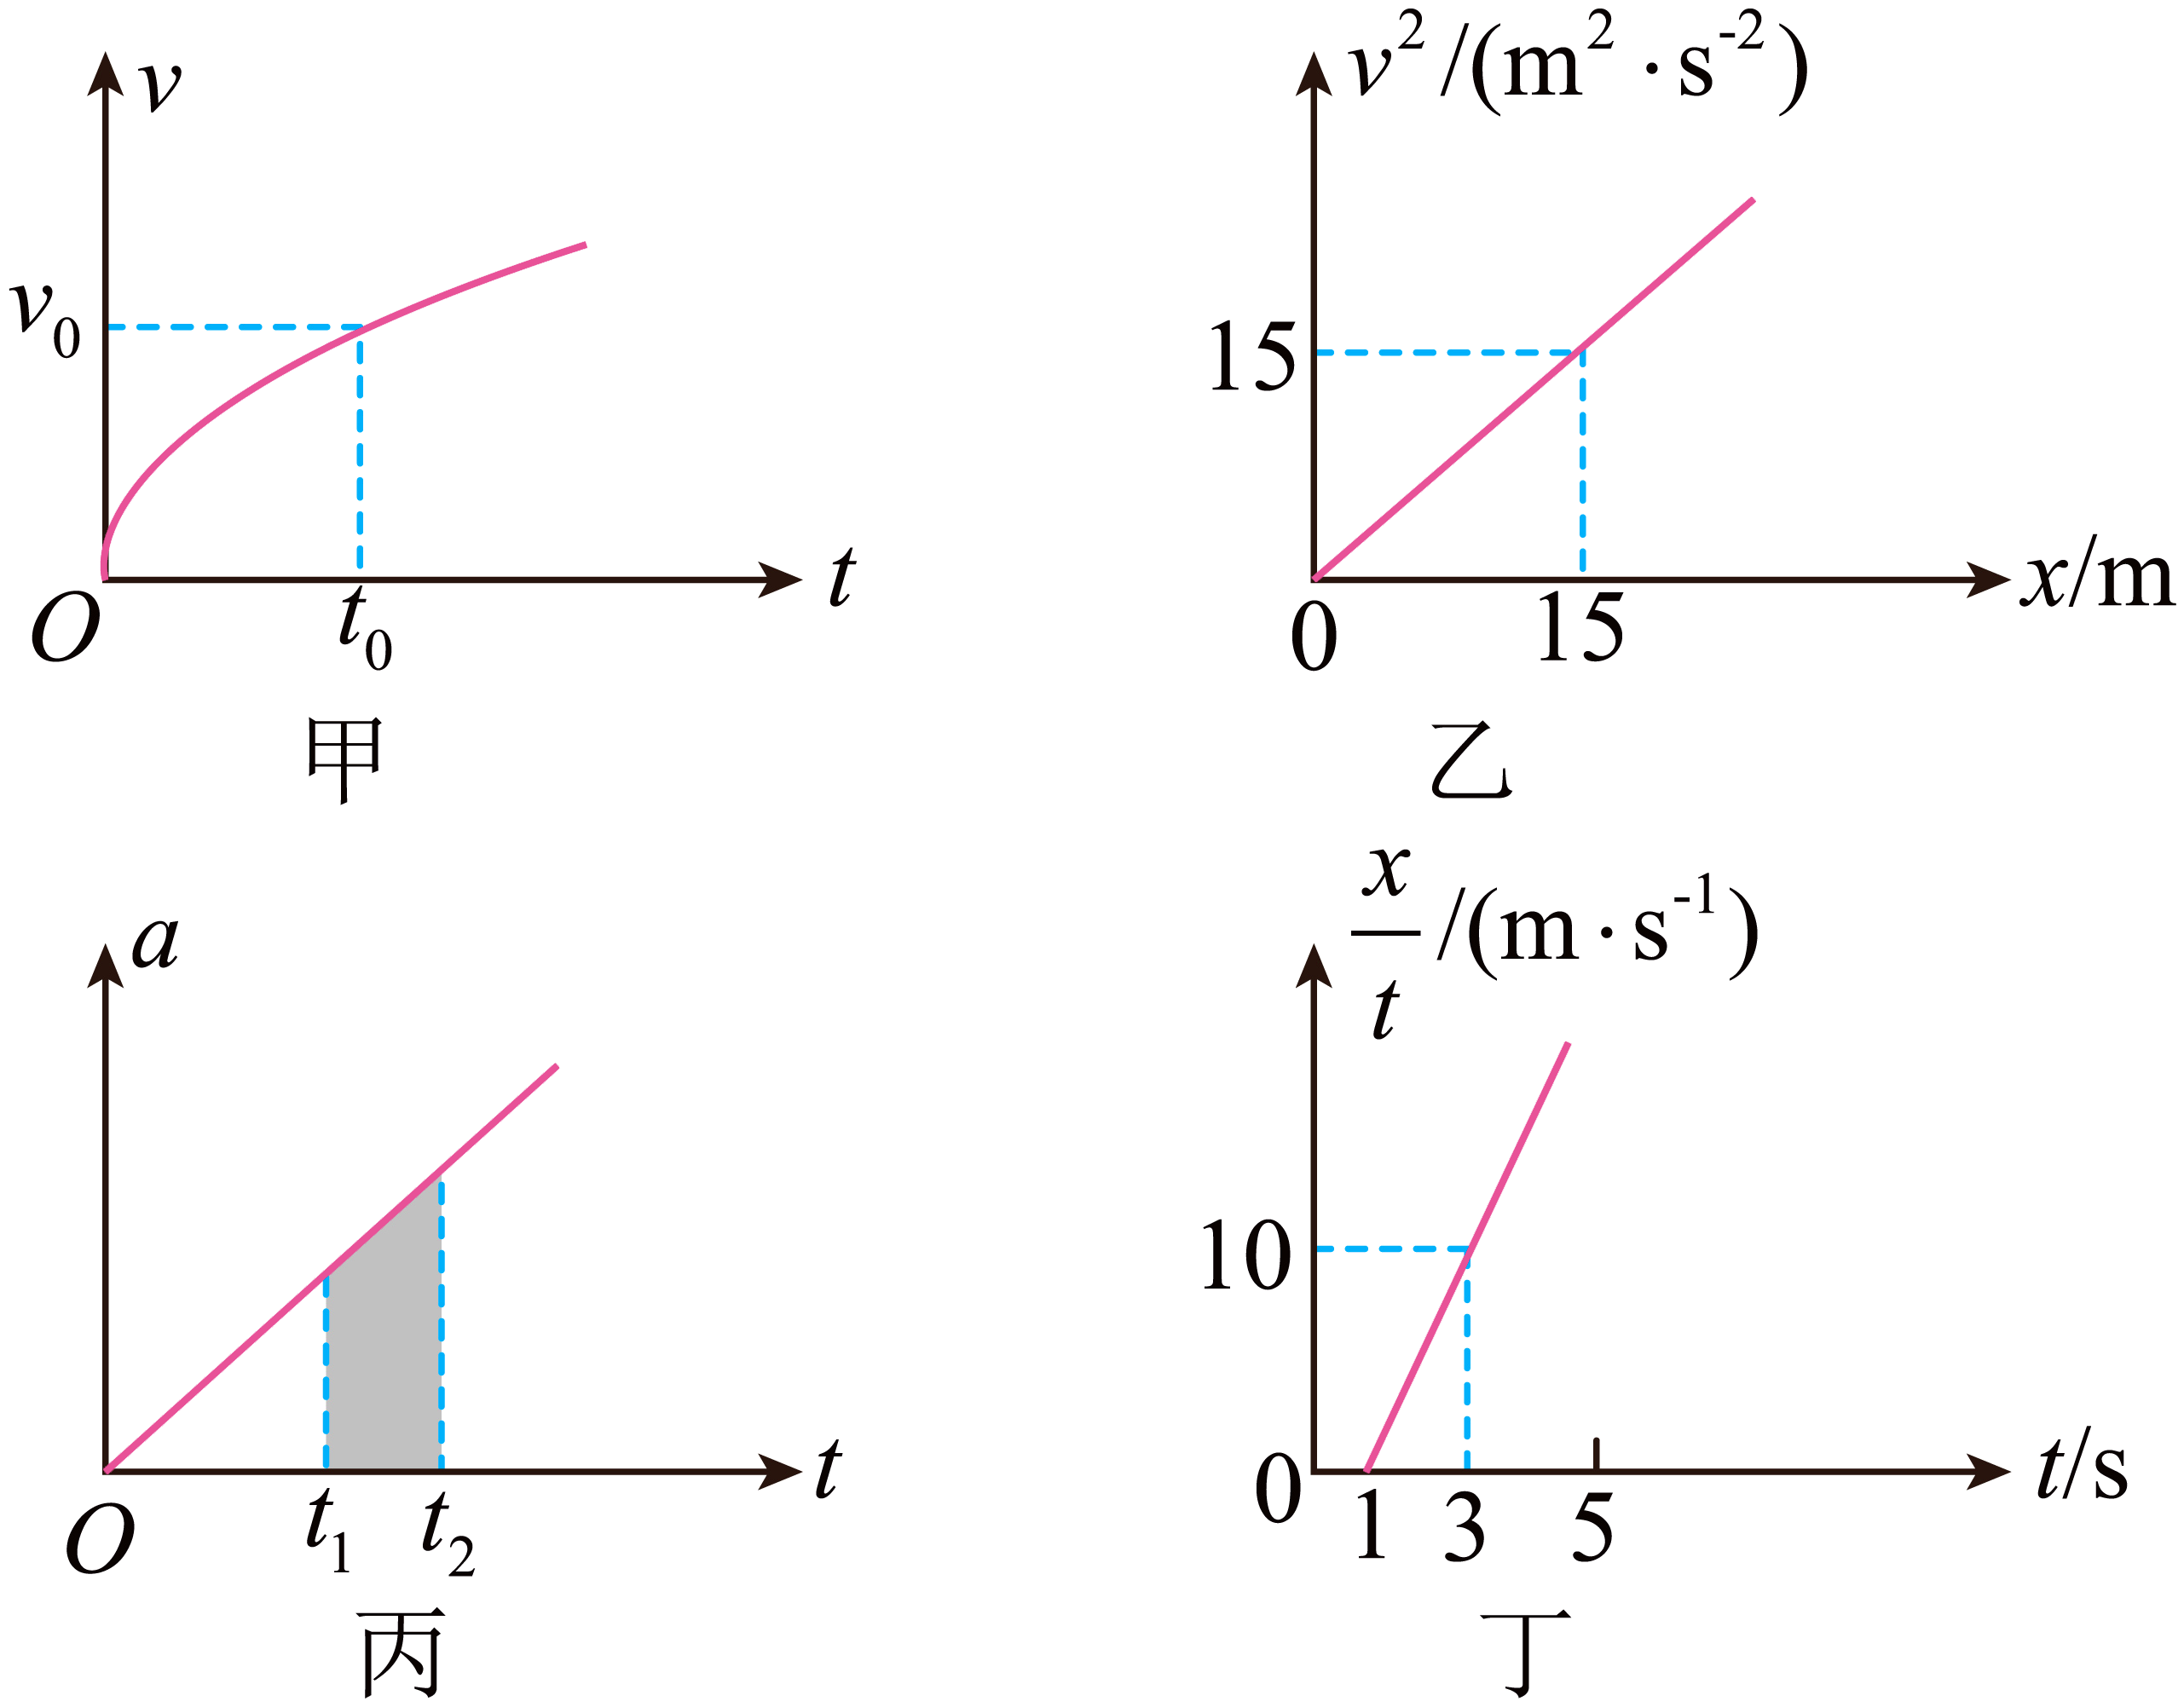 v
v₀
O
t₀
t
甲
v²/(m²·s⁻²)
15
0
15
x/m
乙
a
O
t₁
t₂
t
丙
x/t/(m·s⁻¹)
10
0
1
3
5
t/s
丁